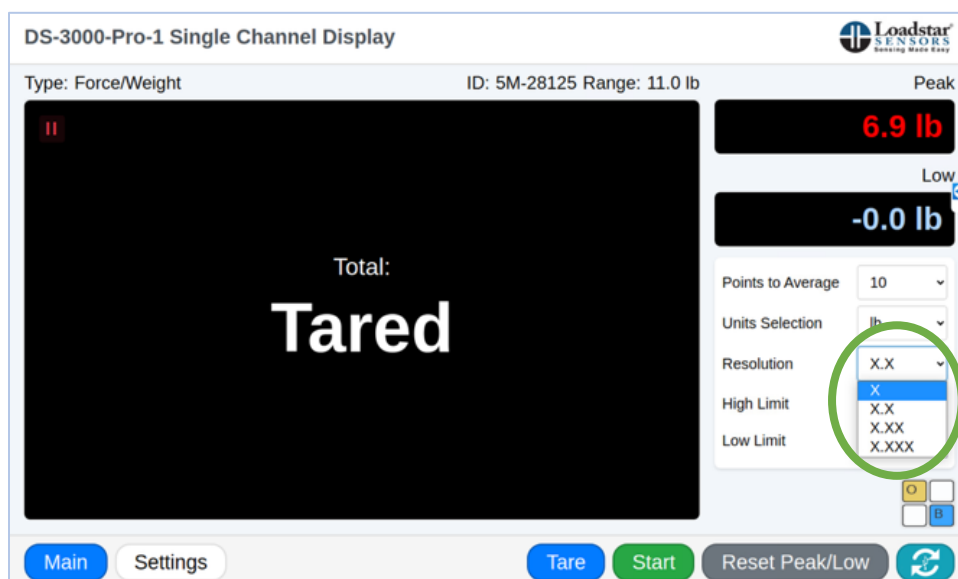 DS-3000-Pro-1 Single Channel Display
Loadstar
SENSORS
Sensing Made Easy
Type: Force/Weight
ID: 5M-28125 Range: 11.0 lb
Peak
6.9 lb
Low
-0.0 lb
Total:
Tared
Points to Average 10
Units Selection lb
Resolution X.X
X
High Limit X.X
X.XX
Low Limit X.XXX
O
B
Main Settings Tare Start Reset Peak/Low